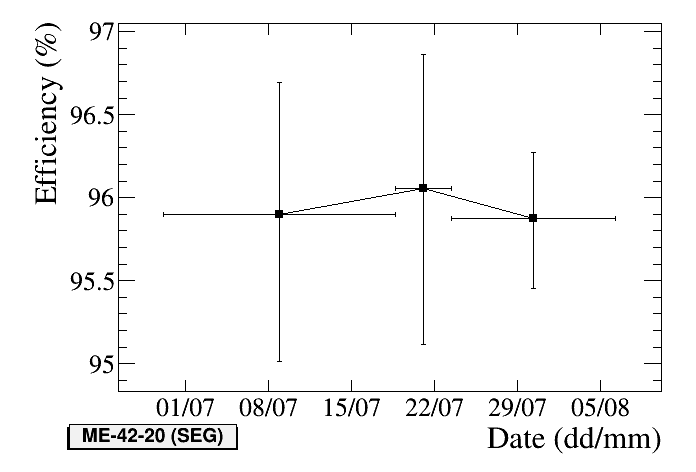 Efficiency (%)
97
96.5
96
95.5
95
01/07 08/07 15/07 22/07 29/07 05/08
ME-42-20 (SEG)
Date (dd/mm)